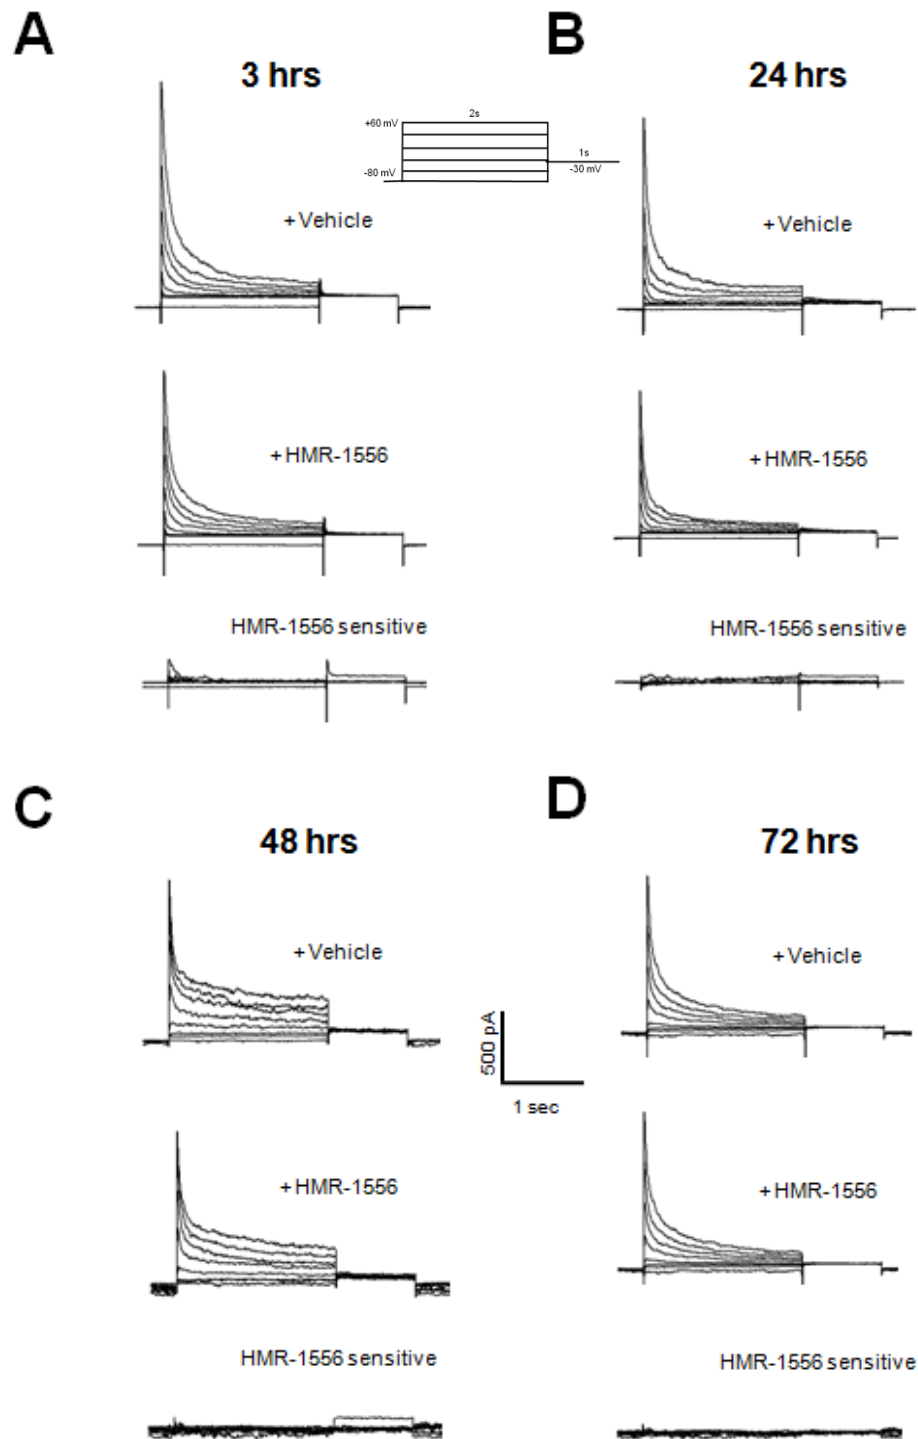 A
B
3 hrs
24 hrs
2s
+60 mV
1s
-80 mV
-30 mV
+ Vehicle
+ Vehicle
+ HMR-1556
+ HMR-1556
HMR-1556 sensitive
HMR-1556 sensitive
C
D
48 hrs
72 hrs
+ Vehicle
+ Vehicle
500 pA
1 sec
+ HMR-1556
+ HMR-1556
HMR-1556 sensitive
HMR-1556 sensitive